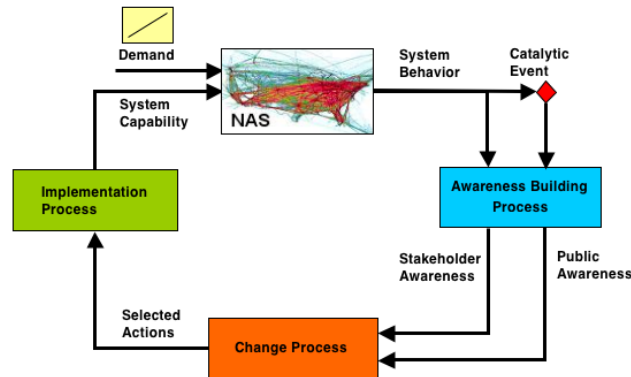 Demand
System
Behavior
Catalytic
Event
System
Capability
NAS
Implementation
Process
Awareness Building
Process
Stakeholder
Awareness
Public
Awareness
Selected
Actions
Change Process